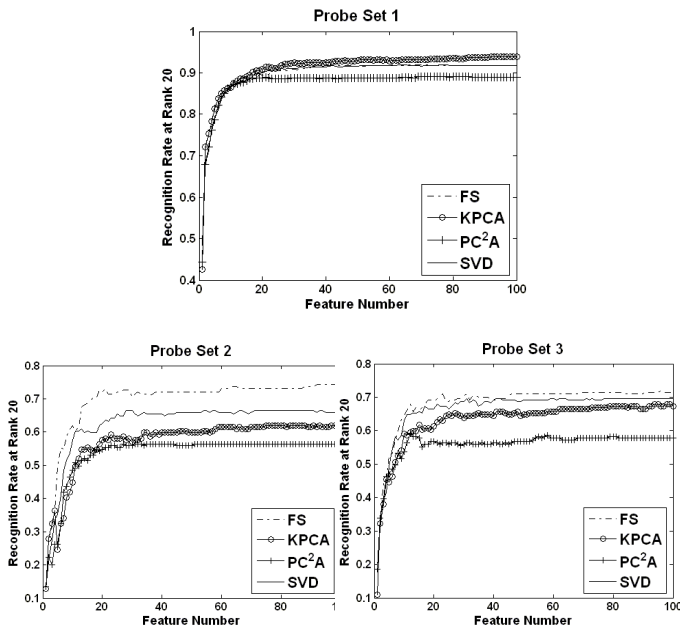 Probe Set 1
Recognition Rate at Rank 20
1
0.9
0.8
0.7
0.6
0.5
0.4
0 20 40 60 80 100
Feature Number
FS
KPCA
PC²A
SVD
Probe Set 2
Recognition Rate at Rank 20
0.8
0.7
0.6
0.5
0.4
0.3
0.2
0.1
0 20 40 60 80
Feature Number
FS
KPCA
PC²A
SVD
Probe Set 3
Recognition Rate at Rank 20
0.8
0.7
0.6
0.5
0.4
0.3
0.2
0.1
0 20 40 60 80 100
Feature Number
FS
KPCA
PC²A
SVD